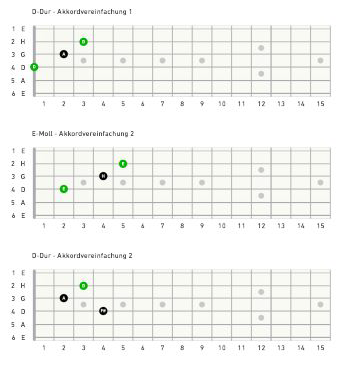 D-Dur - Akkordvereinfachung 1
1 E
2 H D
3 G A
4 D D
5 A
6 E
1 2 3 4 5 6 7 8 9 10 11 12 13 14 15
E-Moll - Akkordvereinfachung 2
1 E
2 H E
3 G H
4 D E
5 A
6 E
1 2 3 4 5 6 7 8 9 10 11 12 13 14 15
D-Dur - Akkordvereinfachung 2
1 E
2 H D
3 G A
4 D F#
5 A
6 E
1 2 3 4 5 6 7 8 9 10 11 12 13 14 15